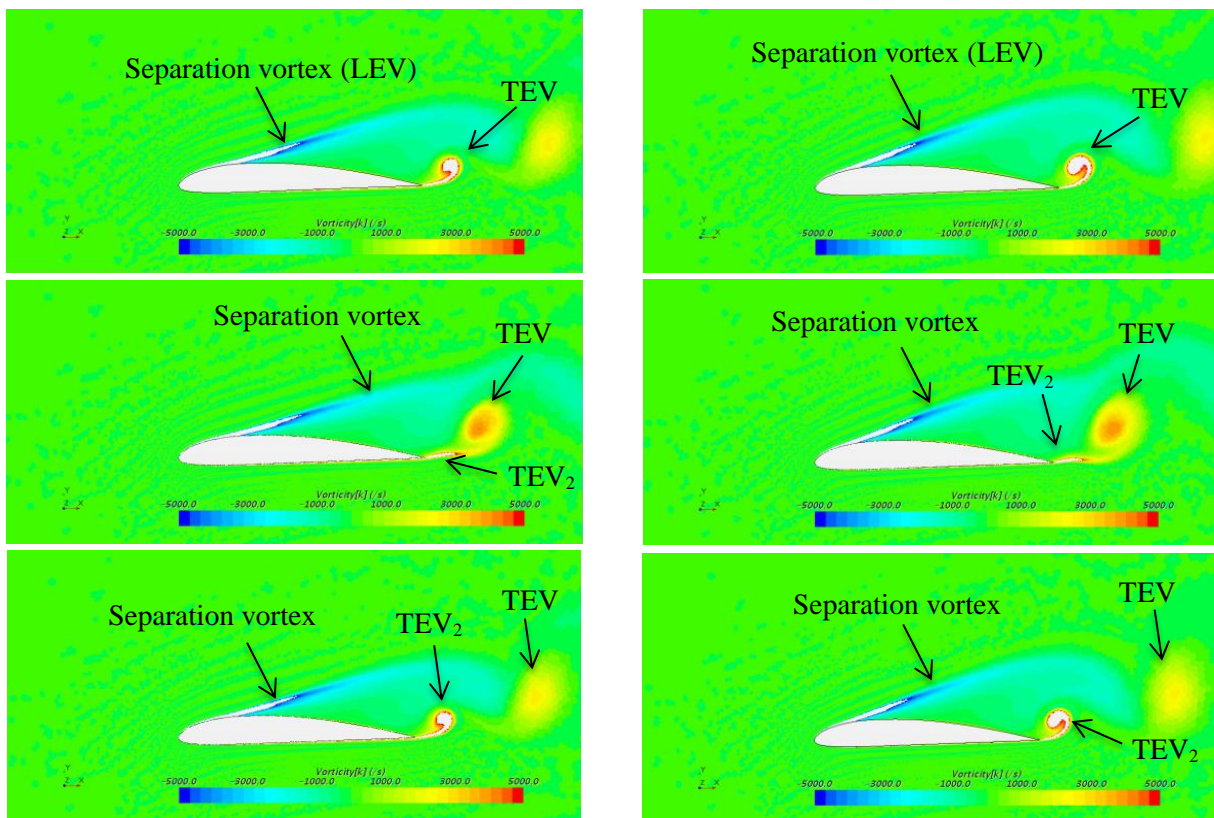 Separation vortex (LEV)
TEV
Y
Z X
Vorticity[k] (/s)
-5000.0 -3000.0 -1000.0 1000.0 3000.0 5000.0
Separation vortex (LEV)
TEV
Y
Z X
Vorticity[k] (/s)
-5000.0 -3000.0 -1000.0 1000.0 3000.0 5000.0
Separation vortex
TEV
TEV₂
Y
Z X
Vorticity[k] (/s)
-5000.0 -3000.0 -1000.0 1000.0 3000.0 5000.0
Separation vortex
TEV
TEV₂
Y
Z X
Vorticity[k] (/s)
-5000.0 -3000.0 -1000.0 1000.0 3000.0 5000.0
Separation vortex
TEV
TEV₂
Y
Z X
Vorticity[k] (/s)
-5000.0 -3000.0 -1000.0 1000.0 3000.0 5000.0
Separation vortex
TEV
TEV₂
Y
Z X
Vorticity[k] (/s)
-5000.0 -3000.0 -1000.0 1000.0 3000.0 5000.0